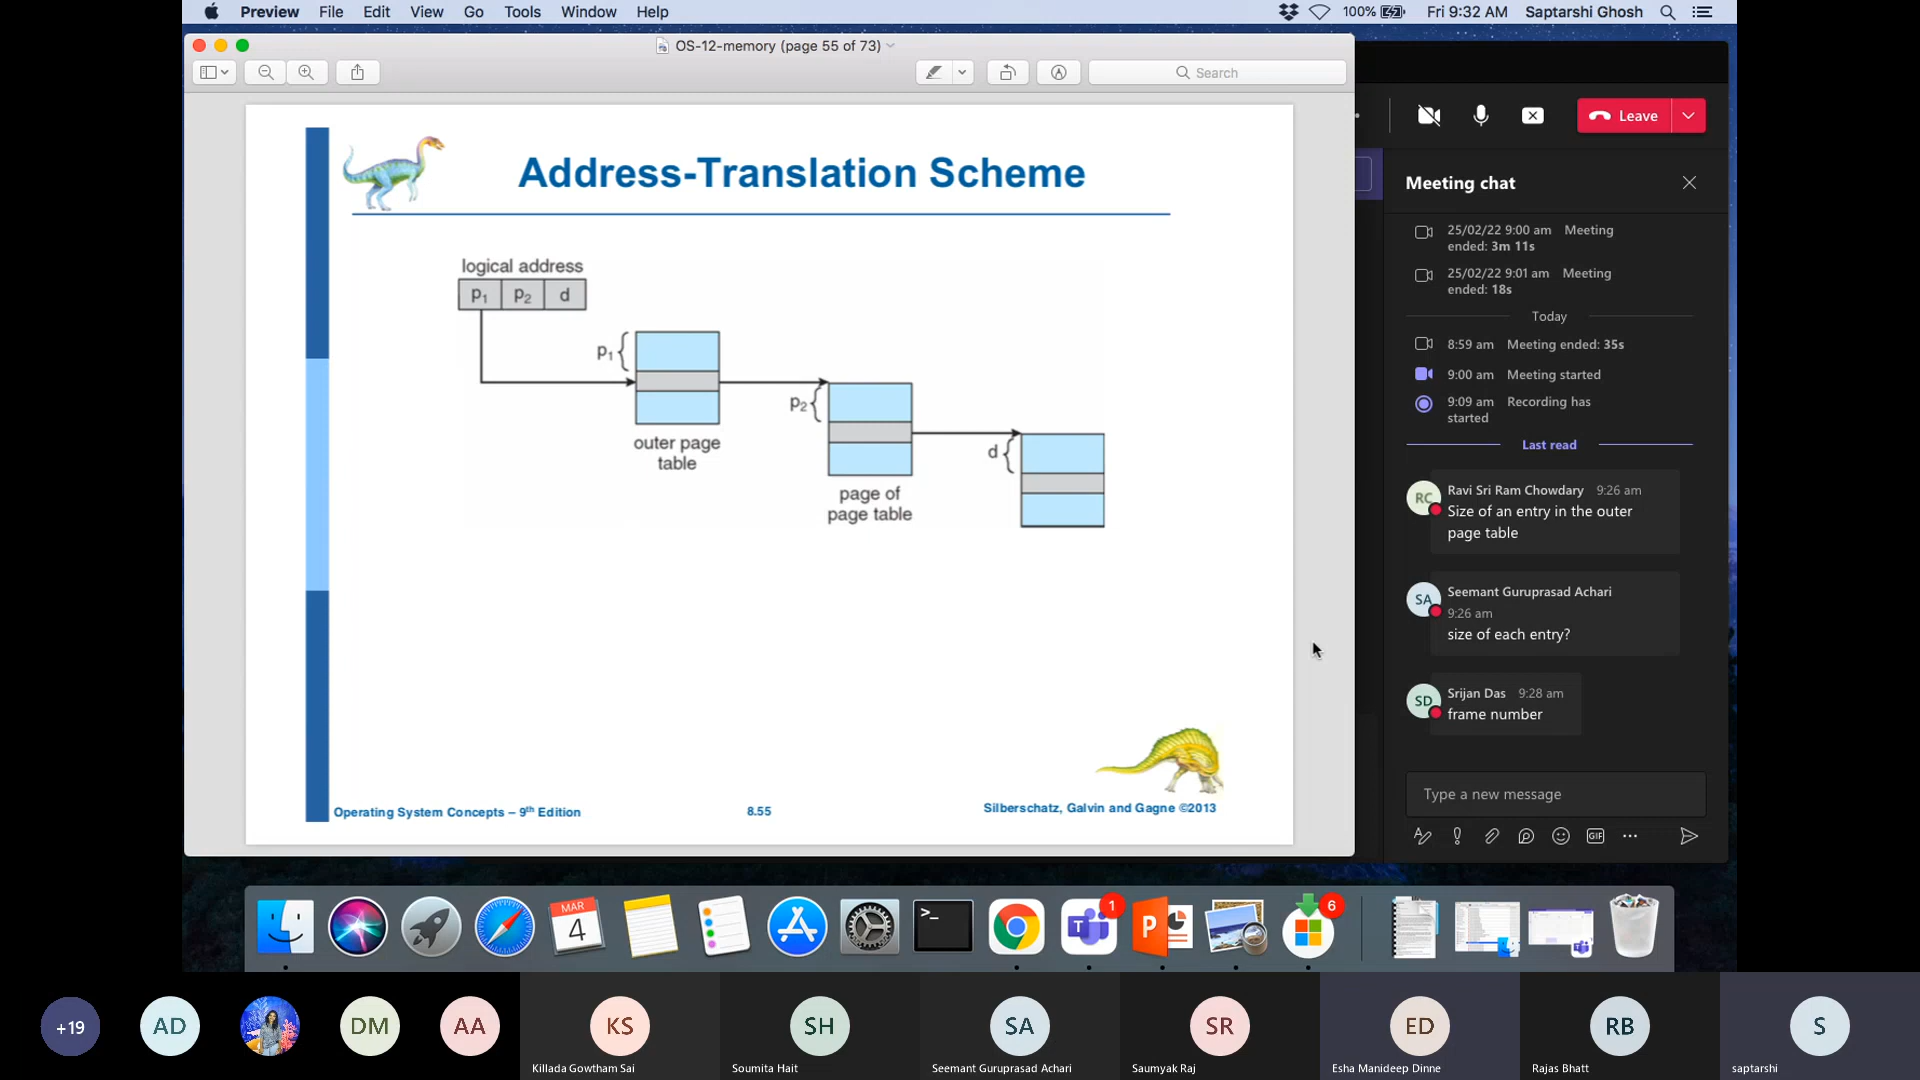 Preview File Edit View Go Tools Window Help
100% Fri 9:32 AM Saptarshi Ghosh
OS-12-memory (page 55 of 73)
Search
Address-Translation Scheme
logical address
p1 p2 d
p1
outer page
table
p2
page of
page table
d
Operating System Concepts – 9th Edition
8.55
Silberschatz, Galvin and Gagne ©2013
Leave
Meeting chat
25/02/22 9:00 am Meeting
ended: 3m 11s
25/02/22 9:01 am Meeting
ended: 18s
Today
8:59 am Meeting ended: 35s
9:00 am Meeting started
9:09 am Recording has
started
Last read
RC
Ravi Sri Ram Chowdary 9:26 am
Size of an entry in the outer
page table
SA
Seemant Guruprasad Achari
9:26 am
size of each entry?
SD
Srijan Das 9:28 am
frame number
Type a new message
GIF
MAR
4
1
P
6
+19
AD
DM
AA
KS
Killada Gowtham Sai
SH
Soumita Hait
SA
Seemant Guruprasad Achari
SR
Saumyak Raj
ED
Esha Manideep Dinne
RB
Rajas Bhatt
S
saptarshi